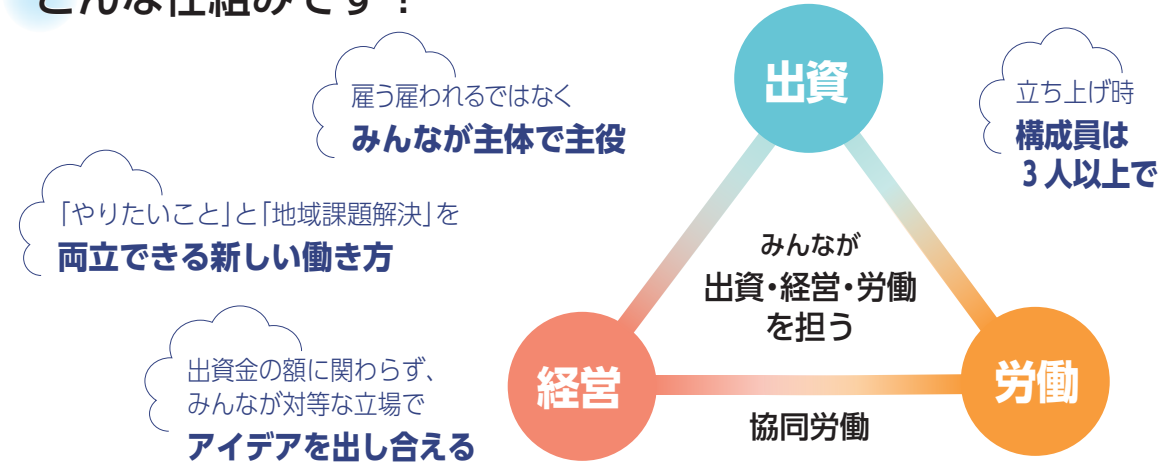 どんな仕組みです？
雇う雇われるではなく
みんなが主体で主役
「やりたいこと」と「地域課題解決」を
両立できる新しい働き方
出資金の額に関わらず、
みんなが対等な立場で
アイデアを出し合える
出資
立ち上げ時
構成員は
3人以上で
みんなが
出資・経営・労働
を担う
経営
労働
協同労働